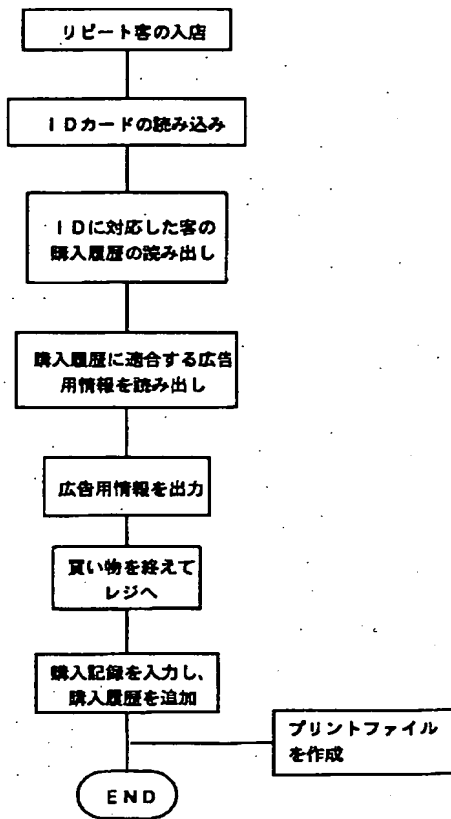 リピート客の入店
IDカードの読み込み
IDに対応した客の
購入履歴の読み出し
購入履歴に適合する広告
用情報を読み出し
広告用情報を出力
買い物を終えて
レジへ
購入記録を入力し、
購入履歴を追加
プリントファイル
を作成
END